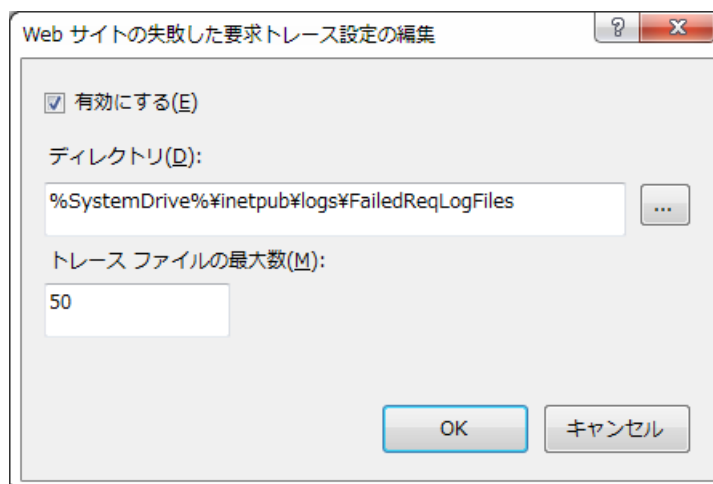 Web サイトの失敗した要求トレース設定の編集
有効にする(E)
ディレクトリ(D):
%SystemDrive%¥inetpub¥logs¥FailedReqLogFiles
...
トレース ファイルの最大数(M):
50
OK
キャンセル